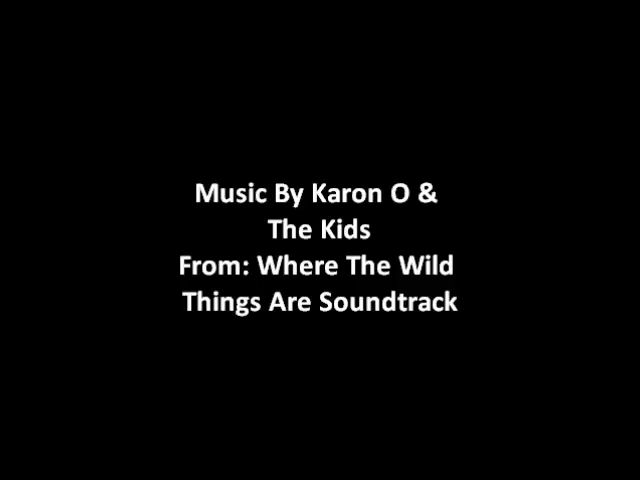 Music By Karon O &
The Kids
From: Where The Wild
Things Are Soundtrack